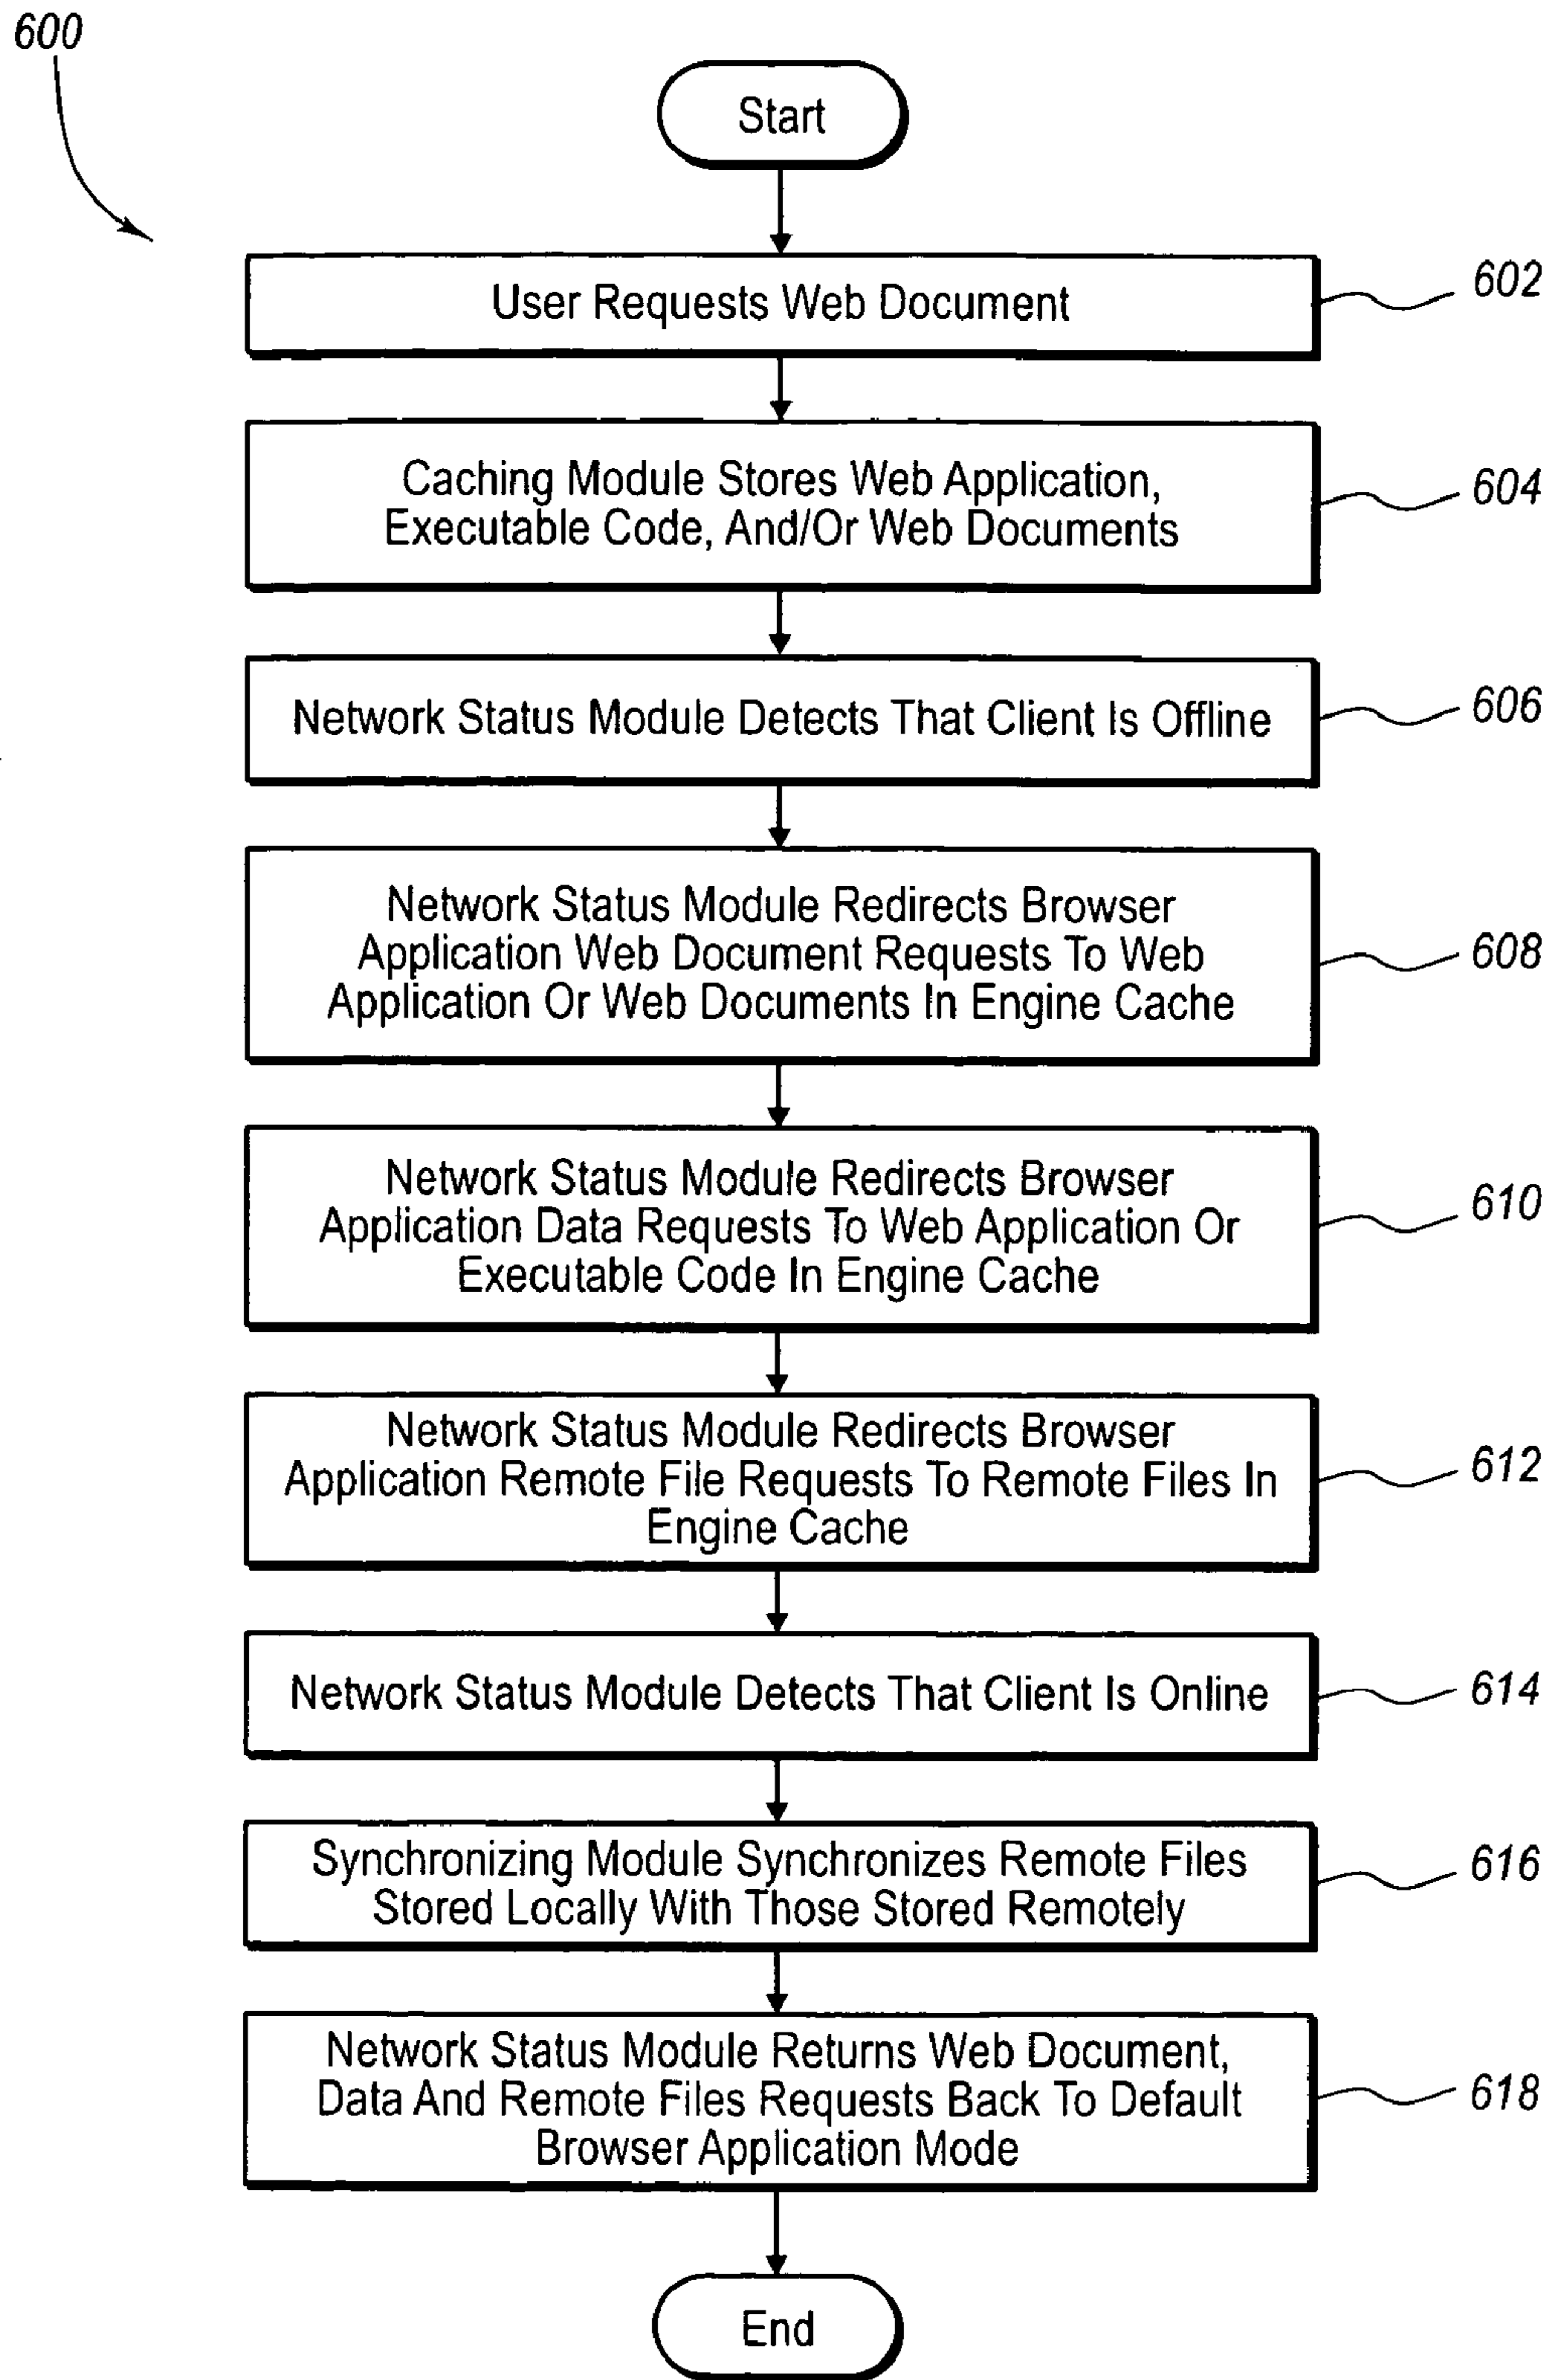 600
Start
User Requests Web Document
602
Caching Module Stores Web Application,
Executable Code, And/Or Web Documents
604
Network Status Module Detects That Client Is Offline
606
Network Status Module Redirects Browser
Application Web Document Requests To Web
Application Or Web Documents In Engine Cache
608
Network Status Module Redirects Browser
Application Data Requests To Web Application Or
Executable Code In Engine Cache
610
Network Status Module Redirects Browser
Application Remote File Requests To Remote Files In
Engine Cache
612
Network Status Module Detects That Client Is Online
614
Synchronizing Module Synchronizes Remote Files
Stored Locally With Those Stored Remotely
616
Network Status Module Returns Web Document,
Data And Remote Files Requests Back To Default
Browser Application Mode
618
End